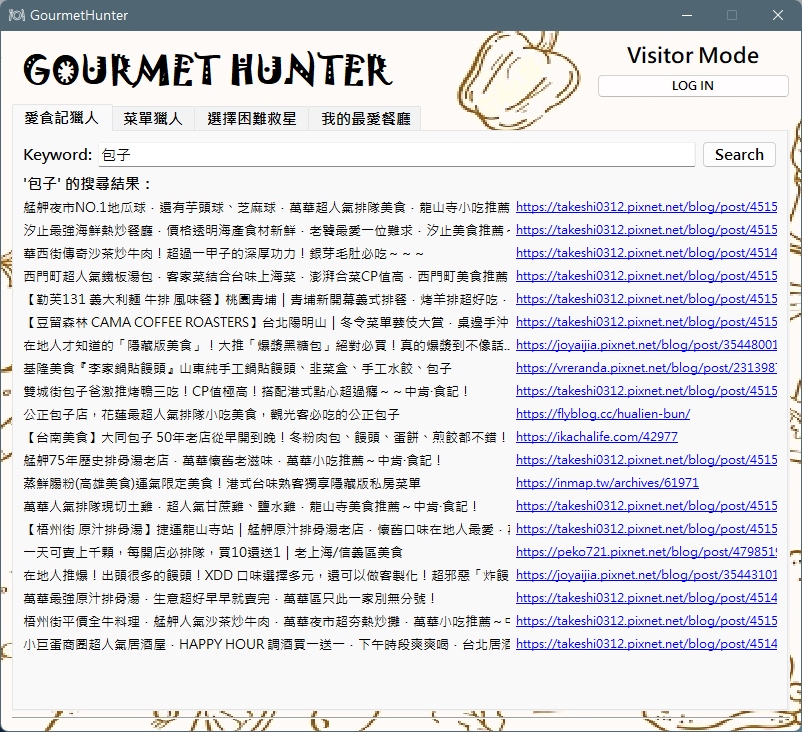 GourmetHunter
GOURMET HUNTER
Visitor Mode
LOG IN
愛食記獵人 菜單獵人 選擇困難救星 我的最愛餐廳
Keyword: 包子 Search
'包子' 的搜尋結果：
艋舺夜市NO.1地瓜球．還有芋頭球、芝麻球．萬華超人氣排隊美食．龍山寺小吃推薦 https://takeshi0312.pixnet.net/blog/post/4515
汐止最強海鮮熱炒餐廳．價格透明海產食材新鮮．老饕最愛一位難求．汐止美食推薦~ https://takeshi0312.pixnet.net/blog/post/4515
華西街傳奇沙茶炒牛肉！超過一甲子的深厚功力！銀芽毛肚必吃~~~ https://takeshi0312.pixnet.net/blog/post/4514
西門町超人氣鐵板湯包．客家菜結合台味上海菜．澎湃合菜CP值高．西門町美食推薦 https://takeshi0312.pixnet.net/blog/post/4515
【勤芙131 義大利麵 牛排 風味餐】桃園青埔 | 青埔新開幕義式排餐．烤羊排超好吃． https://takeshi0312.pixnet.net/blog/post/4515
【豆留森林 CAMA COFFEE ROASTERS】台北陽明山 | 冬令菜單藝伎大賞．桌邊手沖 https://takeshi0312.pixnet.net/blog/post/4515
在地人才知道的「隱藏版美食」！大推「爆漿黑糖包」絕對必買！真的爆漿到不像話.. https://joyaijia.pixnet.net/blog/post/35448001
基隆美食『李家鍋貼饅頭』山東純手工鍋貼饅頭、韭菜盒、手工水餃、包子 https://vreranda.pixnet.net/blog/post/231398
雙城街包子爸激推烤鴨三吃！CP值極高！搭配港式點心超過癮~~中肯‧食記！ https://takeshi0312.pixnet.net/blog/post/4515
公正包子店，花蓮最超人氣排隊小吃美食，觀光客必吃的公正包子 https://flyblog.cc/hualien-bun/
【台南美食】大同包子 50年老店從早開到晚！冬粉肉包、饅頭、蛋餅、煎餃都不錯！ https://ikachalife.com/42977
艋舺75年歷史排骨湯老店．萬華懷舊老滋味．萬華小吃推薦~中肯‧食記！ https://takeshi0312.pixnet.net/blog/post/4515
蒸鮮腸粉(高雄美食)運氣限定美食！港式台味熟客獨享隱藏版私房菜單 https://inmap.tw/archives/61971
萬華人氣排隊現切土雞．超人氣甘蔗雞、鹽水雞．龍山寺美食推薦~中肯‧食記！ https://takeshi0312.pixnet.net/blog/post/4515
【梧州街 原汁排骨湯】捷運龍山寺站 | 艋舺原汁排骨湯老店．懷舊口味在地人最愛． https://takeshi0312.pixnet.net/blog/post/4515
一天可賣上千顆，每開店必排隊，買10還送1 | 老上海/信義區美食 https://peko721.pixnet.net/blog/post/4798519
在地人推爆！出頭很多的饅頭！XDD 口味選擇多元，還可以做客製化！超邪惡「炸饅 https://joyaijia.pixnet.net/blog/post/35443101
萬華最強原汁排骨湯．生意超好早早就賣完．萬華區只此一家別無分號！ https://takeshi0312.pixnet.net/blog/post/4514
梧州街平價全牛料理．艋舺人氣沙茶炒牛肉．萬華夜市超夯熱炒攤．萬華小吃推薦~ https://takeshi0312.pixnet.net/blog/post/4515
小巨蛋商圈超人氣居酒屋．HAPPY HOUR 調酒買一送一．下午時段爽爽喝．台北居酒 https://takeshi0312.pixnet.net/blog/post/4514